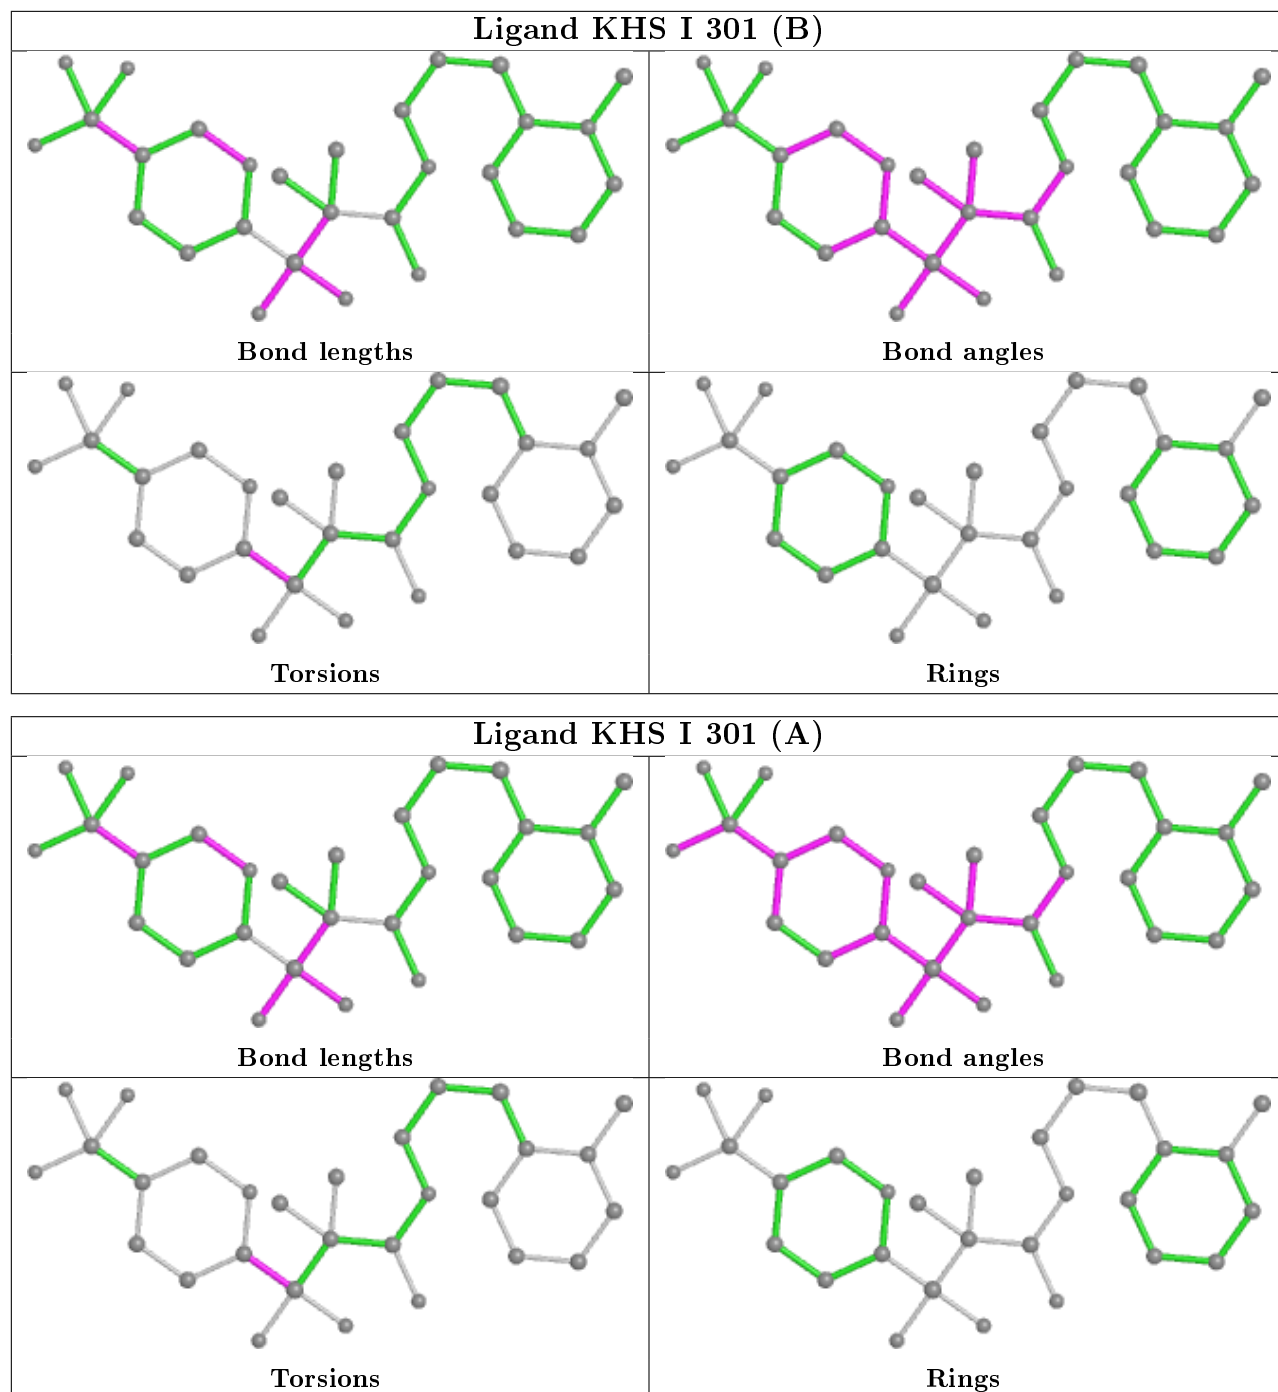 Ligand KHS I 301 (B)
Bond lengths
Bond angles
Torsions
Rings
Ligand KHS I 301 (A)
Bond lengths
Bond angles
Torsions
Rings